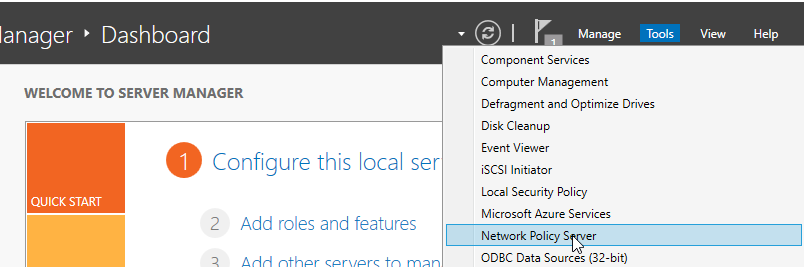 anager ‣ Dashboard
1
Manage
Tools
View
Help
WELCOME TO SERVER MANAGER
QUICK START
1 Configure this local ser
2 Add roles and features
3 Add other servers to man
Component Services
Computer Management
Defragment and Optimize Drives
Disk Cleanup
Event Viewer
iSCSI Initiator
Local Security Policy
Microsoft Azure Services
Network Policy Server
ODBC Data Sources (32-bit)